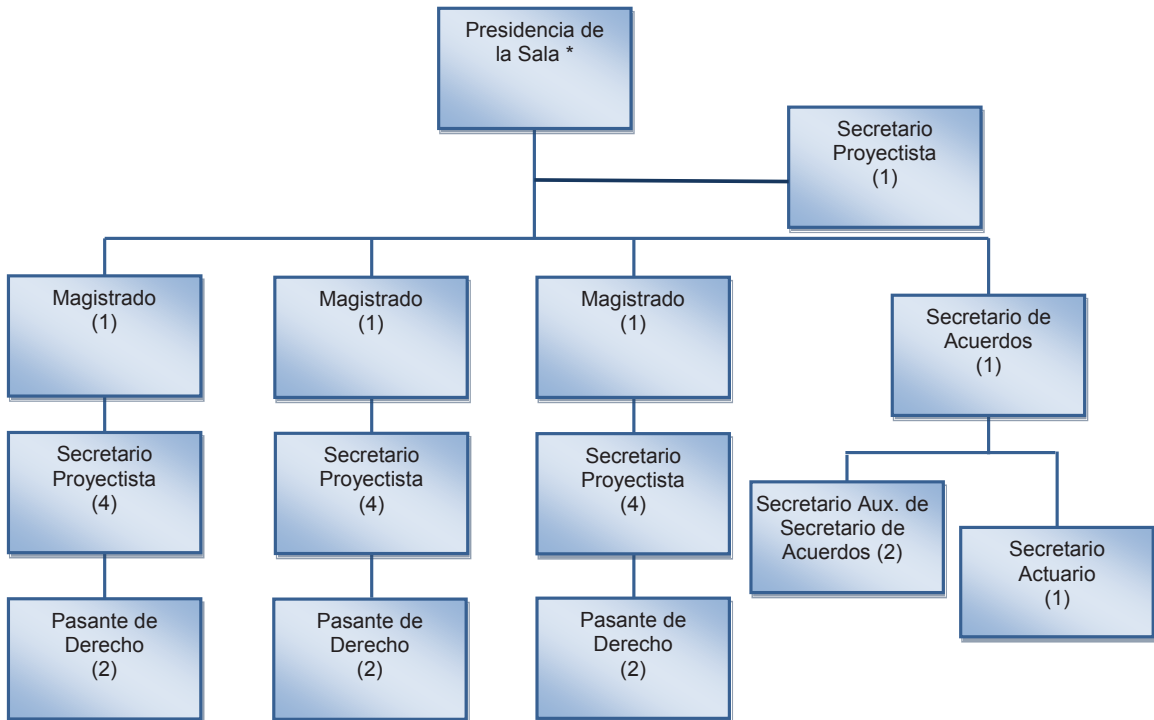 Presidencia de
la Sala *
Secretario
Proyectista
(1)
Magistrado
(1)
Magistrado
(1)
Magistrado
(1)
Secretario de
Acuerdos
(1)
Secretario
Proyectista
(4)
Secretario
Proyectista
(4)
Secretario
Proyectista
(4)
Secretario Aux. de
Secretario de
Acuerdos (2)
Secretario
Actuario
(1)
Pasante de
Derecho
(2)
Pasante de
Derecho
(2)
Pasante de
Derecho
(2)